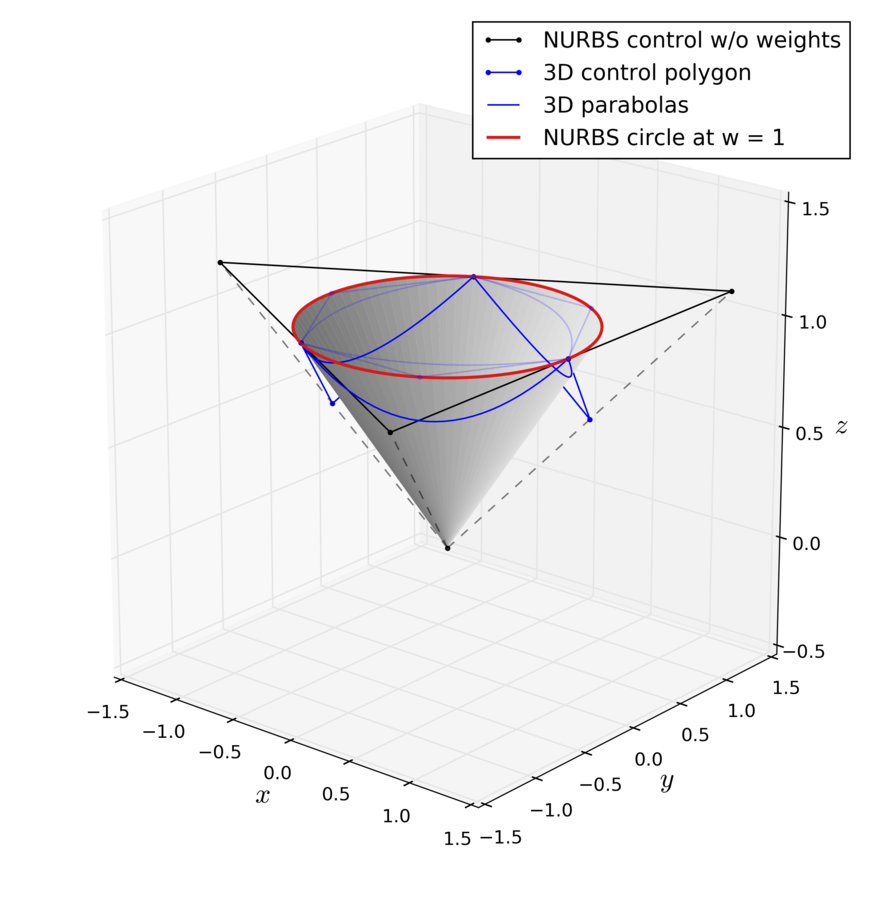 NURBS control w/o weights
3D control polygon
3D parabolas
NURBS circle at w = 1
1.5
1.0
0.5
z
0.0
−0.5
−1.5
−1.0
−0.5
0.0
0.5
1.0
1.5
x
−1.5
−1.0
−0.5
0.0
0.5
1.0
1.5
y